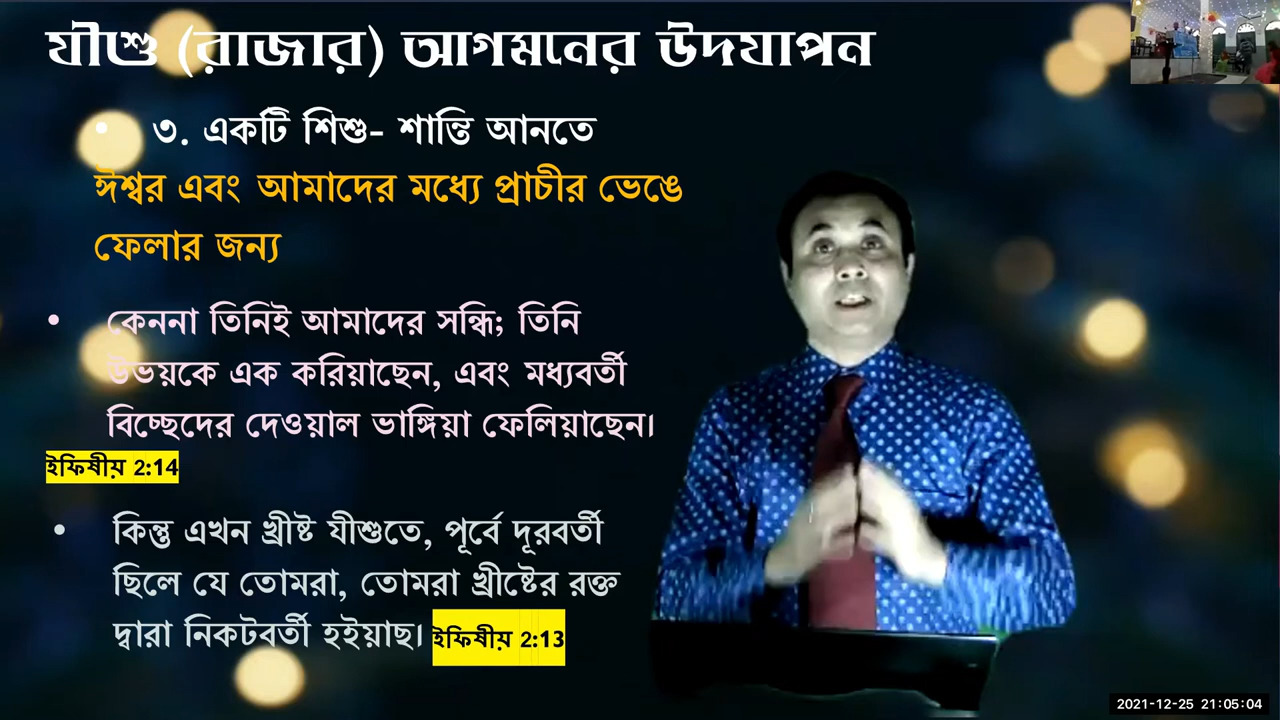 যীশু (রাজার) আগমনের উদযাপন
• ৩. একটি শিশু- শান্তি আনতে
ঈশ্বর এবং আমাদের মধ্যে প্রাচীর ভেঙে
ফেলার জন্য
• কেননা তিনিই আমাদের সন্ধি; তিনি
উভয়কে এক করিয়াছেন, এবং মধ্যবর্তী
বিচ্ছেদের দেওয়াল ভাঙ্গিয়া ফেলিয়াছেন।
ইফিষীয় 2:14
• কিন্তু এখন খ্রীষ্ট যীশুতে, পূর্বে দূরবর্তী
ছিলে যে তোমরা, তোমরা খ্রীষ্টের রক্ত
দ্বারা নিকটবর্তী হইয়াছ। ইফিষীয় 2:13
2021-12-25 21:05:04